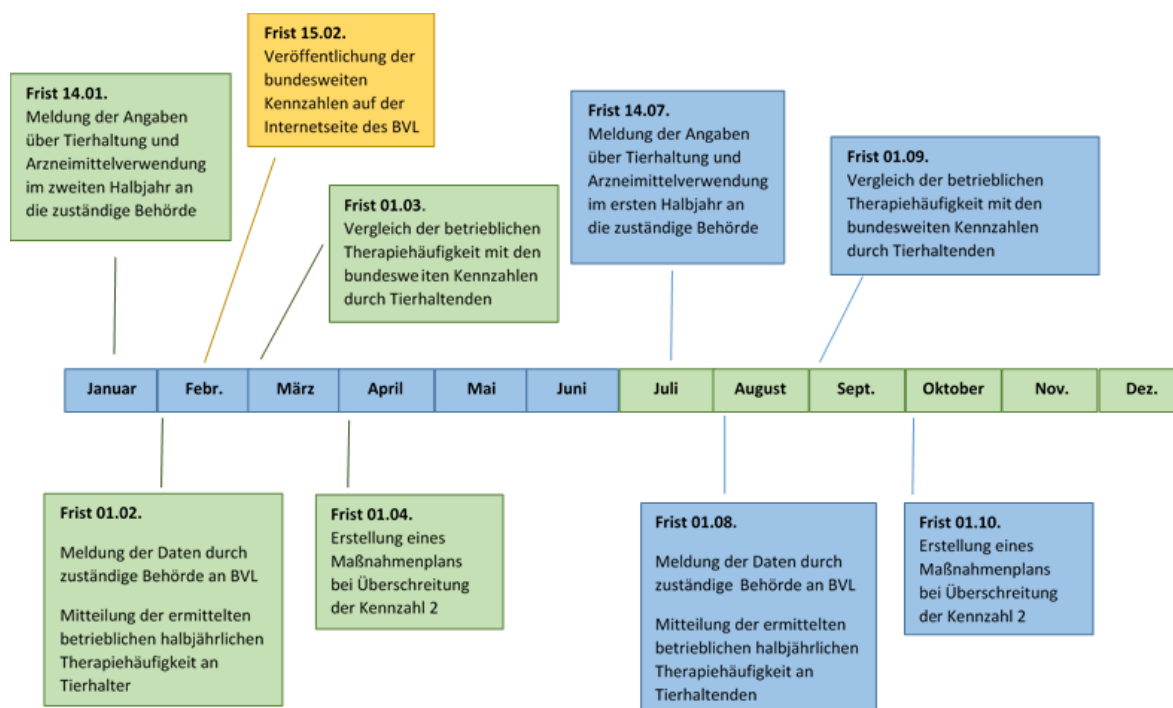 Frist 15.02.
Veröffentlichung der
bundesweiten
Kennzahlen auf der
Internetseite des BVL
Frist 14.01.
Meldung der Angaben
über Tierhaltung und
Arzneimittelverwendung
im zweiten Halbjahr an
die zuständige Behörde
Frist 01.03.
Vergleich der betrieblichen
Therapiehäufigkeit mit den
bundesweiten Kennzahlen
durch Tierhaltenden
Frist 14.07.
Meldung der Angaben
über Tierhaltung und
Arzneimittelverwendung
im ersten Halbjahr an
die zuständige Behörde
Frist 01.09.
Vergleich der betrieblichen
Therapiehäufigkeit mit den
bundesweiten Kennzahlen
durch Tierhaltenden
Januar Febr. März April Mai Juni Juli August Sept. Oktober Nov. Dez.
Frist 01.02.
Meldung der Daten durch
zuständige Behörde an BVL
Mitteilung der ermittelten
betrieblichen halbjährlichen
Therapiehäufigkeit an
Tierhalter
Frist 01.04.
Erstellung eines
Maßnahmenplans
bei Überschreitung
der Kennzahl 2
Frist 01.08.
Meldung der Daten durch
zuständige Behörde an BVL
Mitteilung der ermittelten
betrieblichen halbjährlichen
Therapiehäufigkeit an
Tierhaltenden
Frist 01.10.
Erstellung eines
Maßnahmenplans
bei Überschreitung
der Kennzahl 2